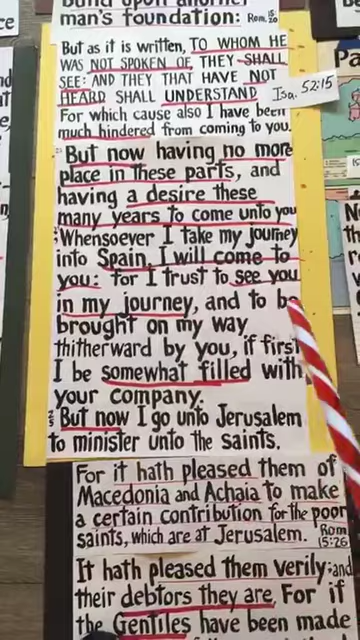 build upon another
man's foundation: Rom. 15:20
But as it is written, TO WHOM HE
WAS NOT SPOKEN OF, THEY SHALL
SEE: AND THEY THAT HAVE NOT
HEARD SHALL UNDERSTAND Isa. 52:15
For which cause also I have been
much hindered from coming to you.
But now having no more
place in these parts, and
having a desire these
many years to come unto you
Whensoever I take my journey
into Spain, I will come to
you: for I trust to see you
in my journey, and to be
brought on my way
thitherward by you, if first
I be somewhat filled with
your company.
But now I go unto Jerusalem
to minister unto the saints.
For it hath pleased them of
Macedonia and Achaia to make
a certain contribution for the poor
saints, which are at Jerusalem. Rom 15:26
It hath pleased them verily; and
their debtors they are. For if
the Gentiles have been made